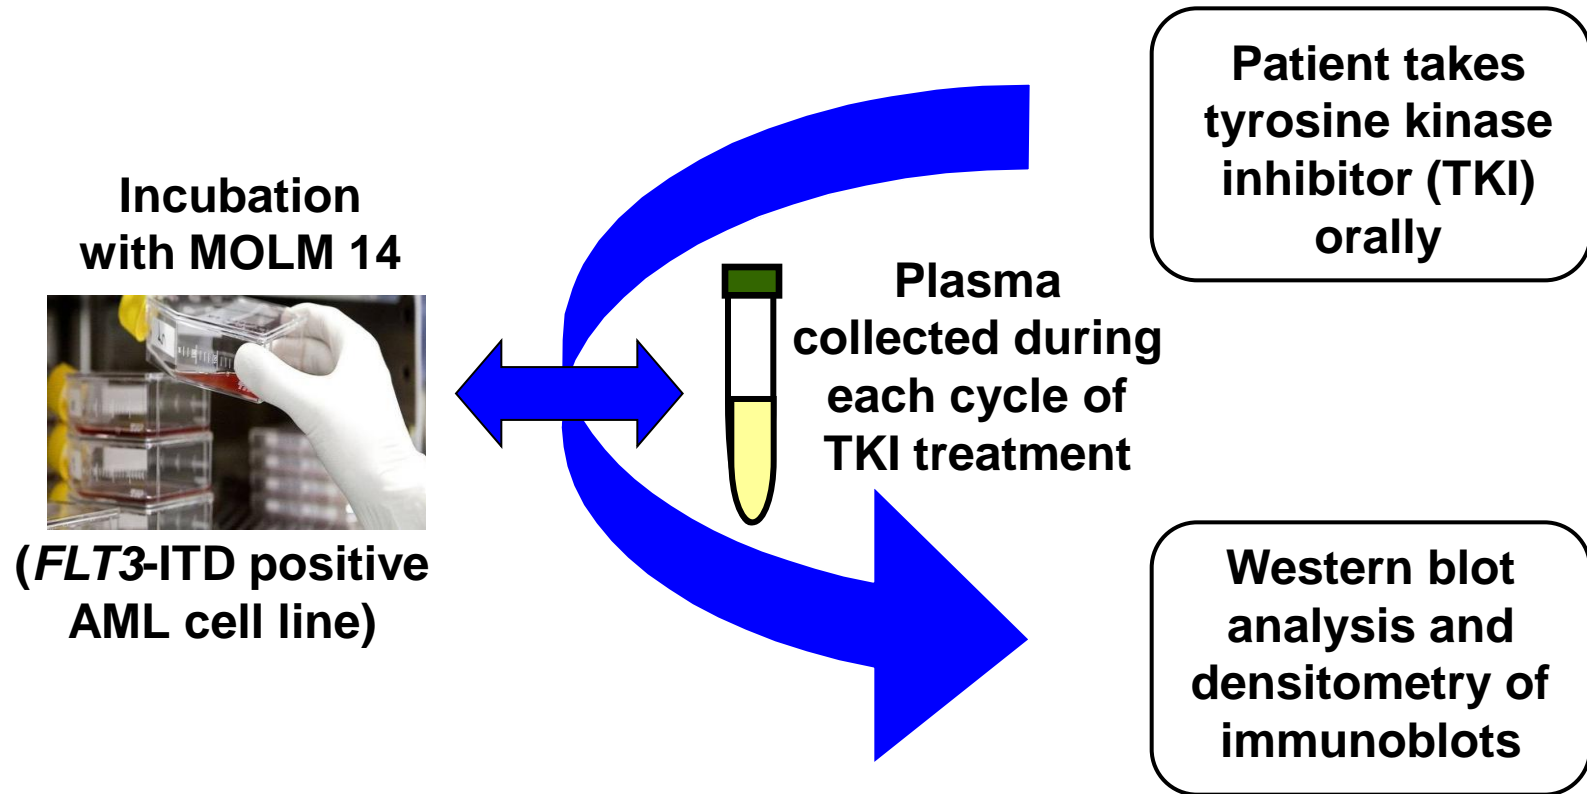 Patient takes
tyrosine kinase
inhibitor (TKI)
orally
Incubation
with MOLM 14
(FLT3-ITD positive
AML cell line)
Plasma
collected during
each cycle of
TKI treatment
Western blot
analysis and
densitometry of
immunoblots